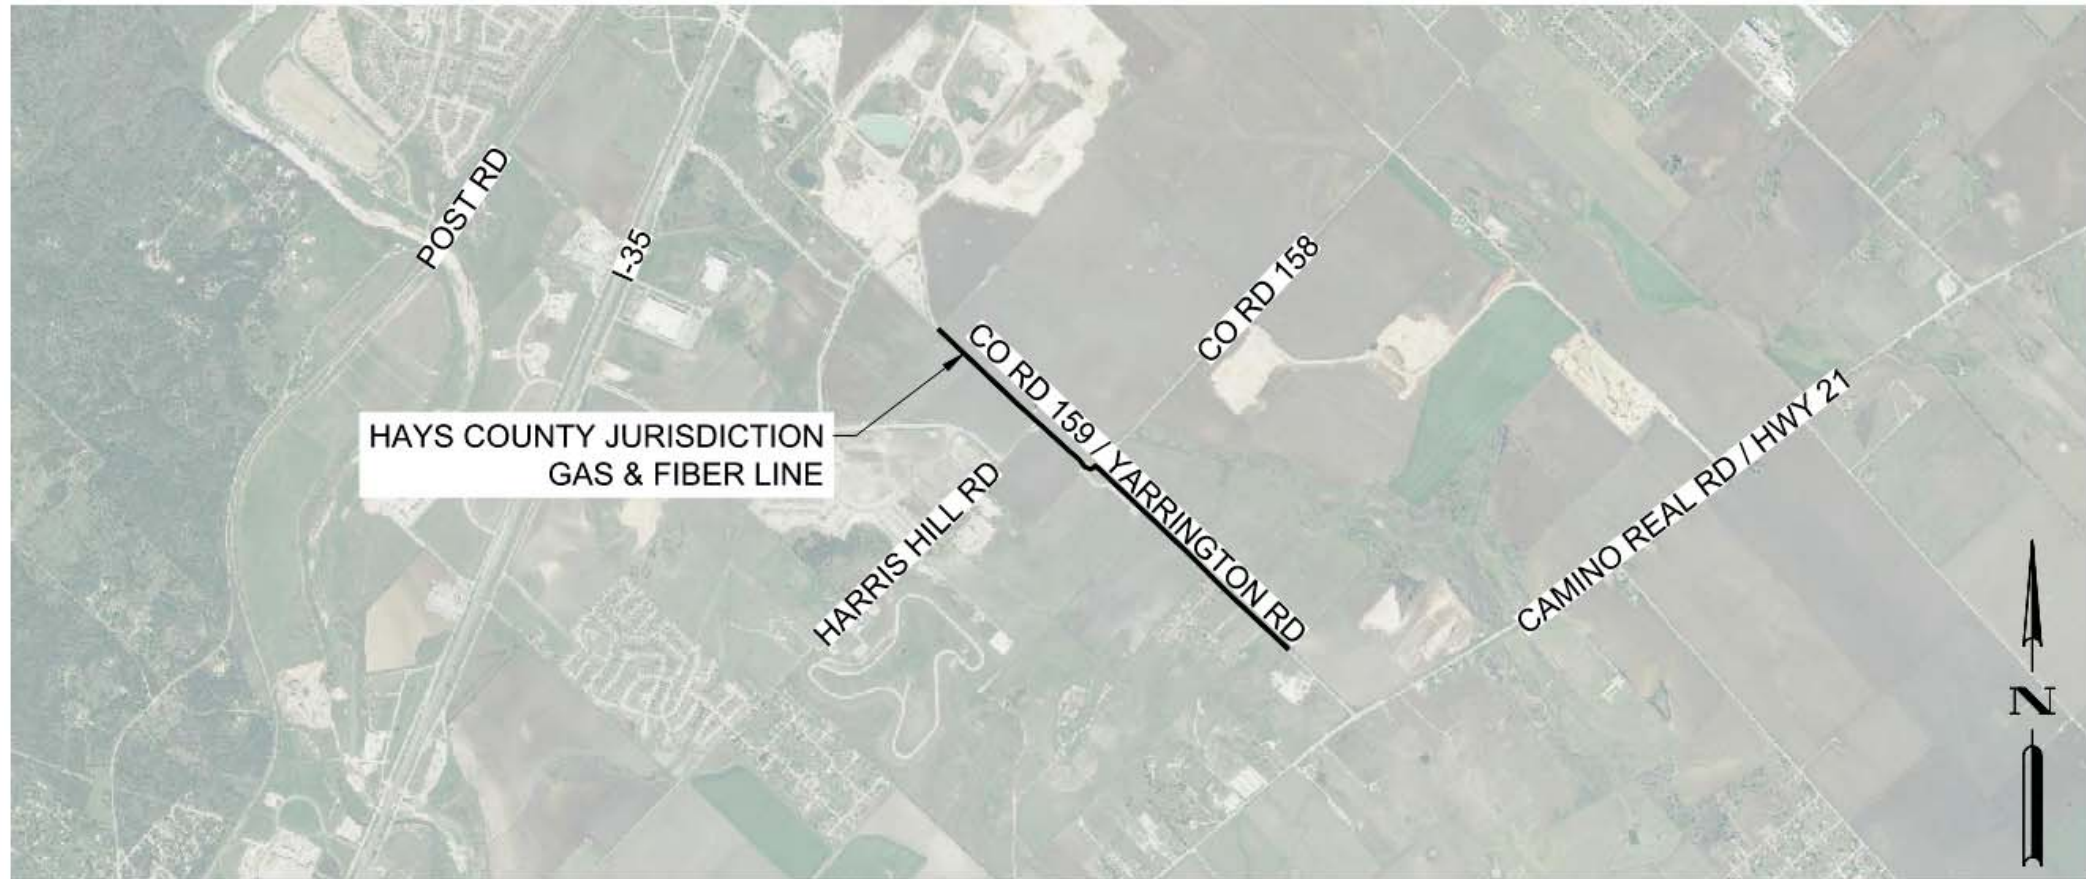 POST RD
I-35
CO RD 158
CO RD 159 / YARRINGTON RD
HAYS COUNTY JURISDICTION
GAS & FIBER LINE
HARRIS HILL RD
CAMINO REAL RD / HWY 21
N